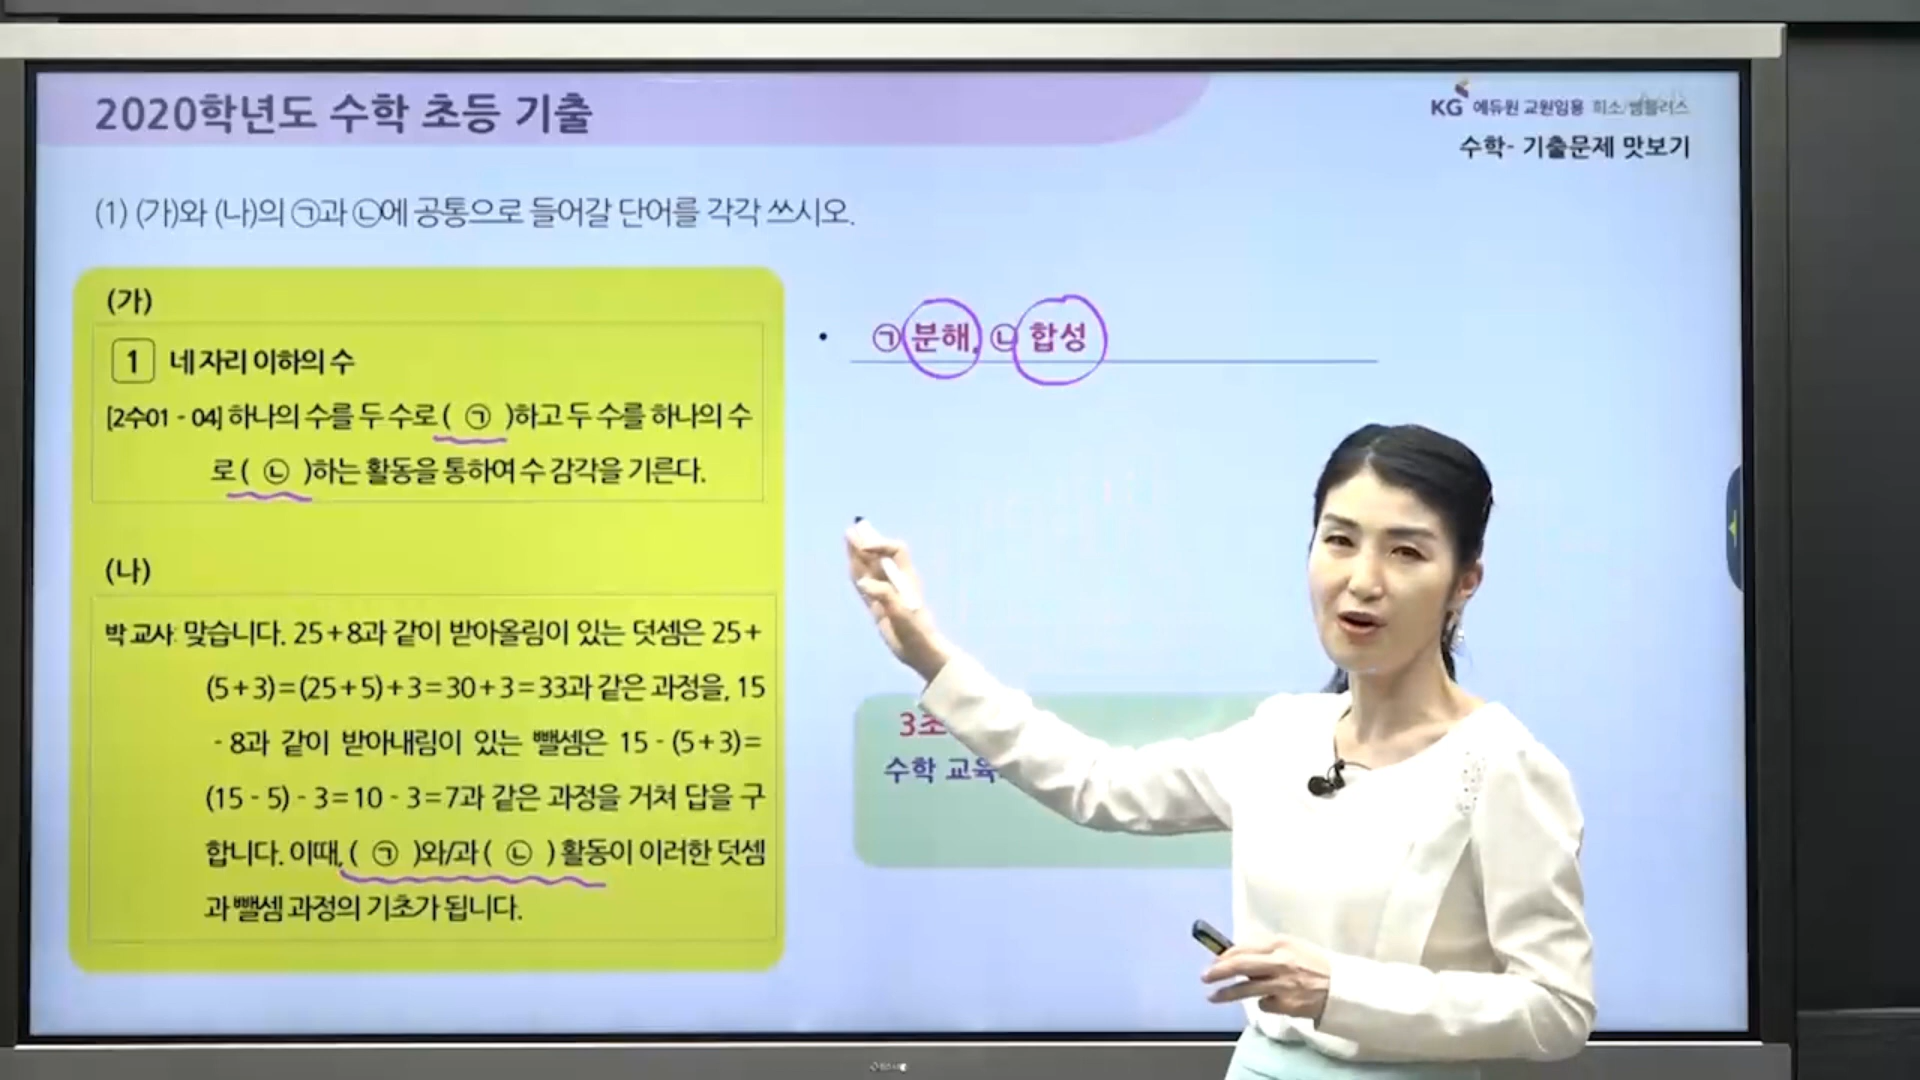 2020학년도 수학 초등 기출
KG 에듀원 교원임용 희소/쌤플러스
수학- 기출문제 맛보기
(1) (가)와 (나)의 ㉠과 ㉡에 공통으로 들어갈 단어를 각각 쓰시오.
(가)
1 네 자리 이하의 수
[2수01 - 04] 하나의 수를 두 수로 ( ㉠ )하고 두 수를 하나의 수
로 ( ㉡ )하는 활동을 통하여 수 감각을 기른다.
(나)
박 교사: 맞습니다. 25+8과 같이 받아올림이 있는 덧셈은 25+
(5+3)=(25+5)+3=30+3=33과 같은 과정을, 15
- 8과 같이 받아내림이 있는 뺄셈은 15 - (5+3)=
(15 - 5) - 3=10 - 3=7과 같은 과정을 거쳐 답을 구
합니다. 이때, ( ㉠ )와/과 ( ㉡ ) 활동이 이러한 덧셈
과 뺄셈 과정의 기초가 됩니다.
• ㉠ 분해, ㉡ 합성
3초
수학 교육